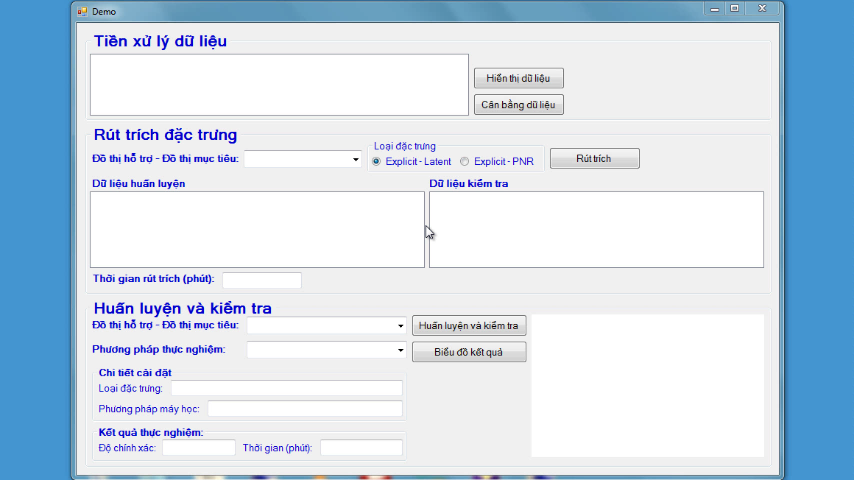 Demo
Tiền xử lý dữ liệu
Hiển thị dữ liệu
Cân bằng dữ liệu
Rút trích đặc trưng
Loại đặc trưng
Đồ thị hỗ trợ - Đồ thị mục tiêu:
Explicit - Latent
Explicit - PNR
Rút trích
Dữ liệu huấn luyện
Dữ liệu kiểm tra
Thời gian rút trích (phút):
Huấn luyện và kiểm tra
Đồ thị hỗ trợ - Đồ thị mục tiêu:
Huấn luyện và kiểm tra
Phương pháp thực nghiệm:
Biểu đồ kết quả
Chi tiết cài đặt
Loại đặc trưng:
Phương pháp máy học:
Kết quả thực nghiệm:
Độ chính xác:
Thời gian (phút):